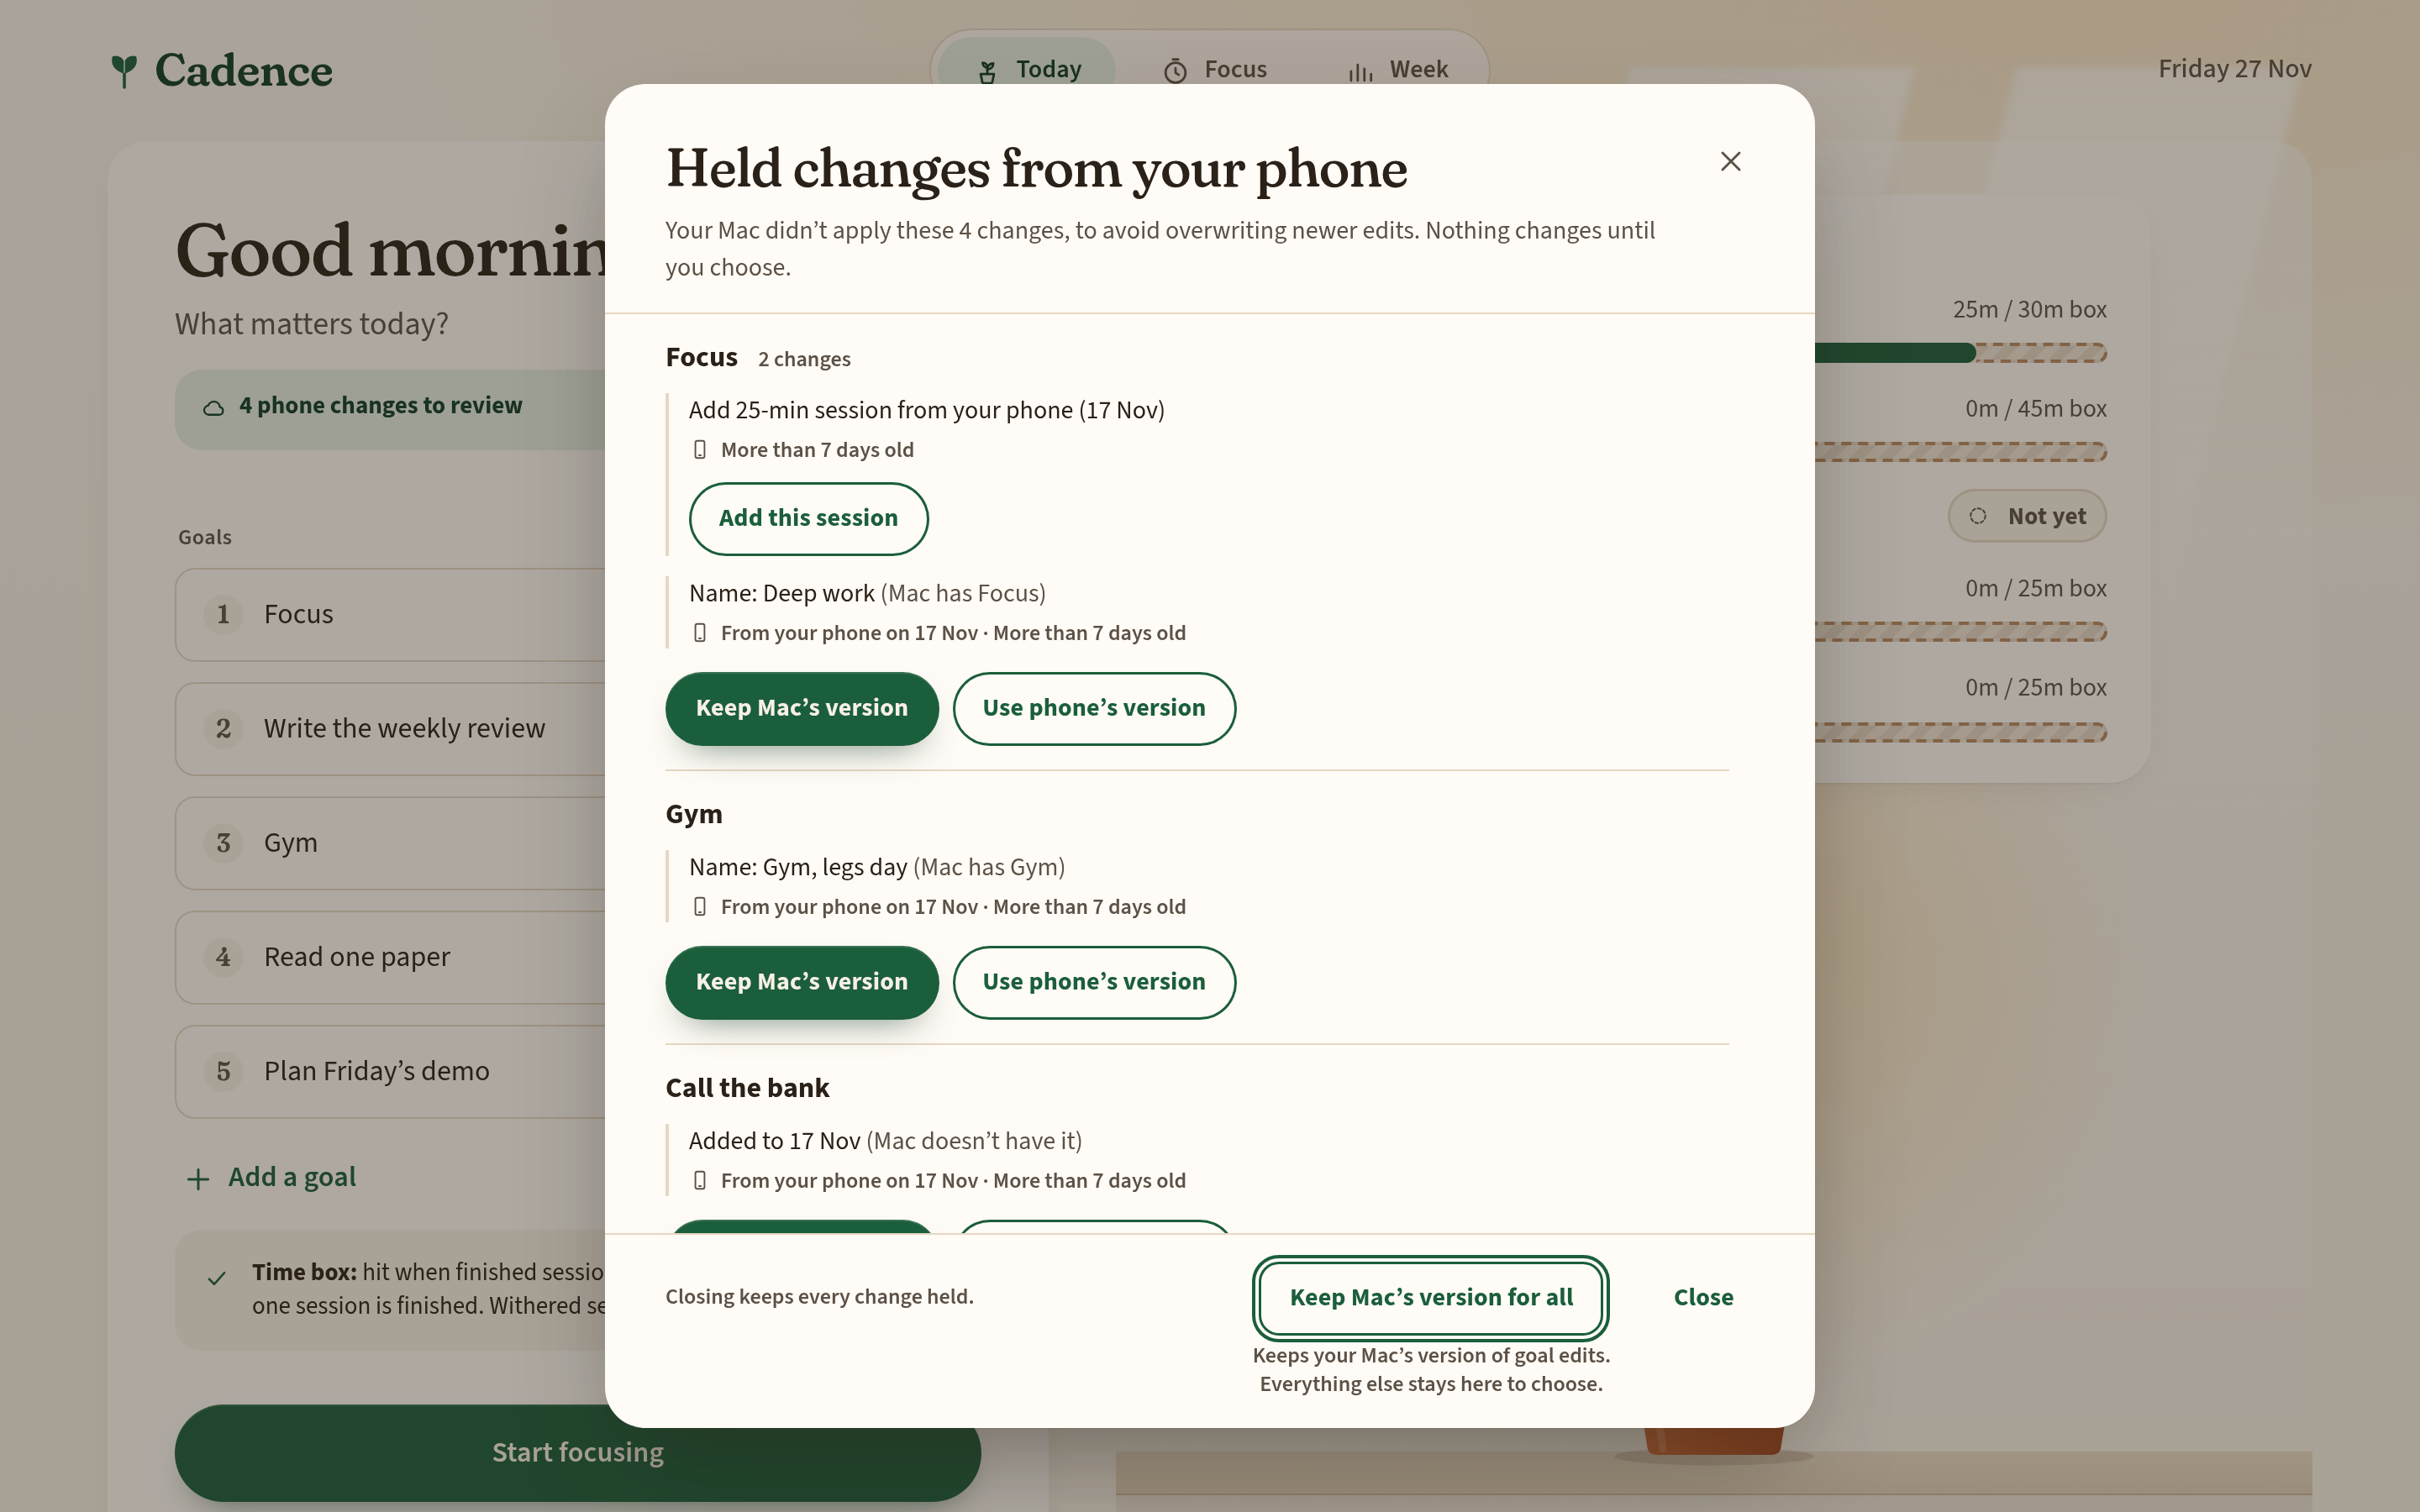 Cadence
Today
Focus
Week
Friday 27 Nov
Good mornin
What matters today?
4 phone changes to review
Goals
1 Focus
2 Write the weekly review
3 Gym
4 Read one paper
5 Plan Friday’s demo
Add a goal
Time box: hit when finished sessio
one session is finished. Withered se
Start focusing
Held changes from your phone
Your Mac didn’t apply these 4 changes, to avoid overwriting newer edits. Nothing changes until
you choose.
Focus 2 changes
Add 25-min session from your phone (17 Nov)
More than 7 days old
Add this session
Name: Deep work (Mac has Focus)
From your phone on 17 Nov · More than 7 days old
Keep Mac’s version
Use phone’s version
Gym
Name: Gym, legs day (Mac has Gym)
From your phone on 17 Nov · More than 7 days old
Keep Mac’s version
Use phone’s version
Call the bank
Added to 17 Nov (Mac doesn’t have it)
From your phone on 17 Nov · More than 7 days old
Closing keeps every change held.
Keep Mac’s version for all
Close
Keeps your Mac’s version of goal edits.
Everything else stays here to choose.
25m / 30m box
0m / 45m box
Not yet
0m / 25m box
0m / 25m box